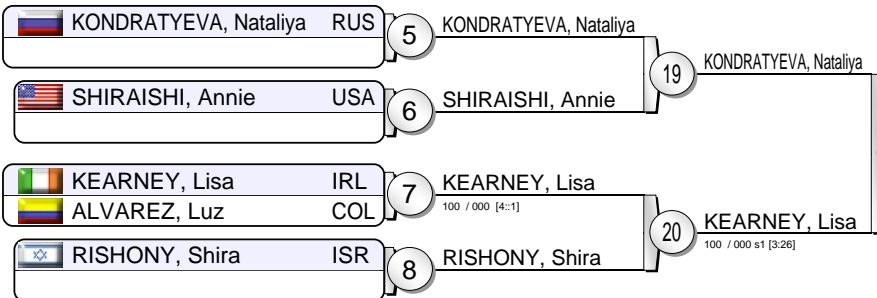 KONDRATYEVA, Nataliya RUS
5
KONDRATYEVA, Nataliya
19
KONDRATYEVA, Nataliya
SHIRAISHI, Annie USA
6
SHIRAISHI, Annie
KEARNEY, Lisa IRL
ALVAREZ, Luz COL
7
KEARNEY, Lisa
100 / 000 [4::1]
20
KEARNEY, Lisa
100 / 000 s1 [3:26]
RISHONY, Shira ISR
8
RISHONY, Shira